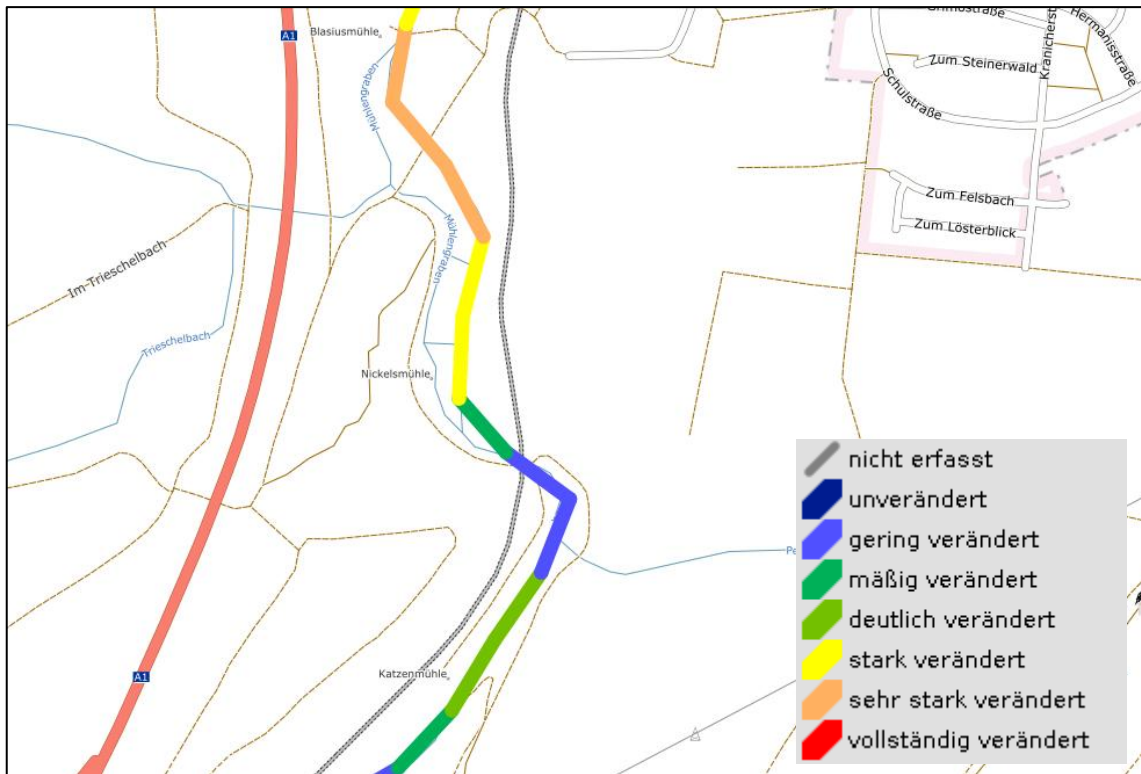 A1
Blasiusmühle
Mühlengraben
Grimostraße
Hermanisstraße
Kranicherst
Zum Steinerwald
Schulstraße
Zum Felsbach
Zum Lösterblick
Mühlengraben
Im Trieschelbach
Trieschelbach
Nickelsmühle
Pe
Katzenmühle
A1
nicht erfasst
unverändert
gering verändert
mäßig verändert
deutlich verändert
stark verändert
sehr stark verändert
vollständig verändert